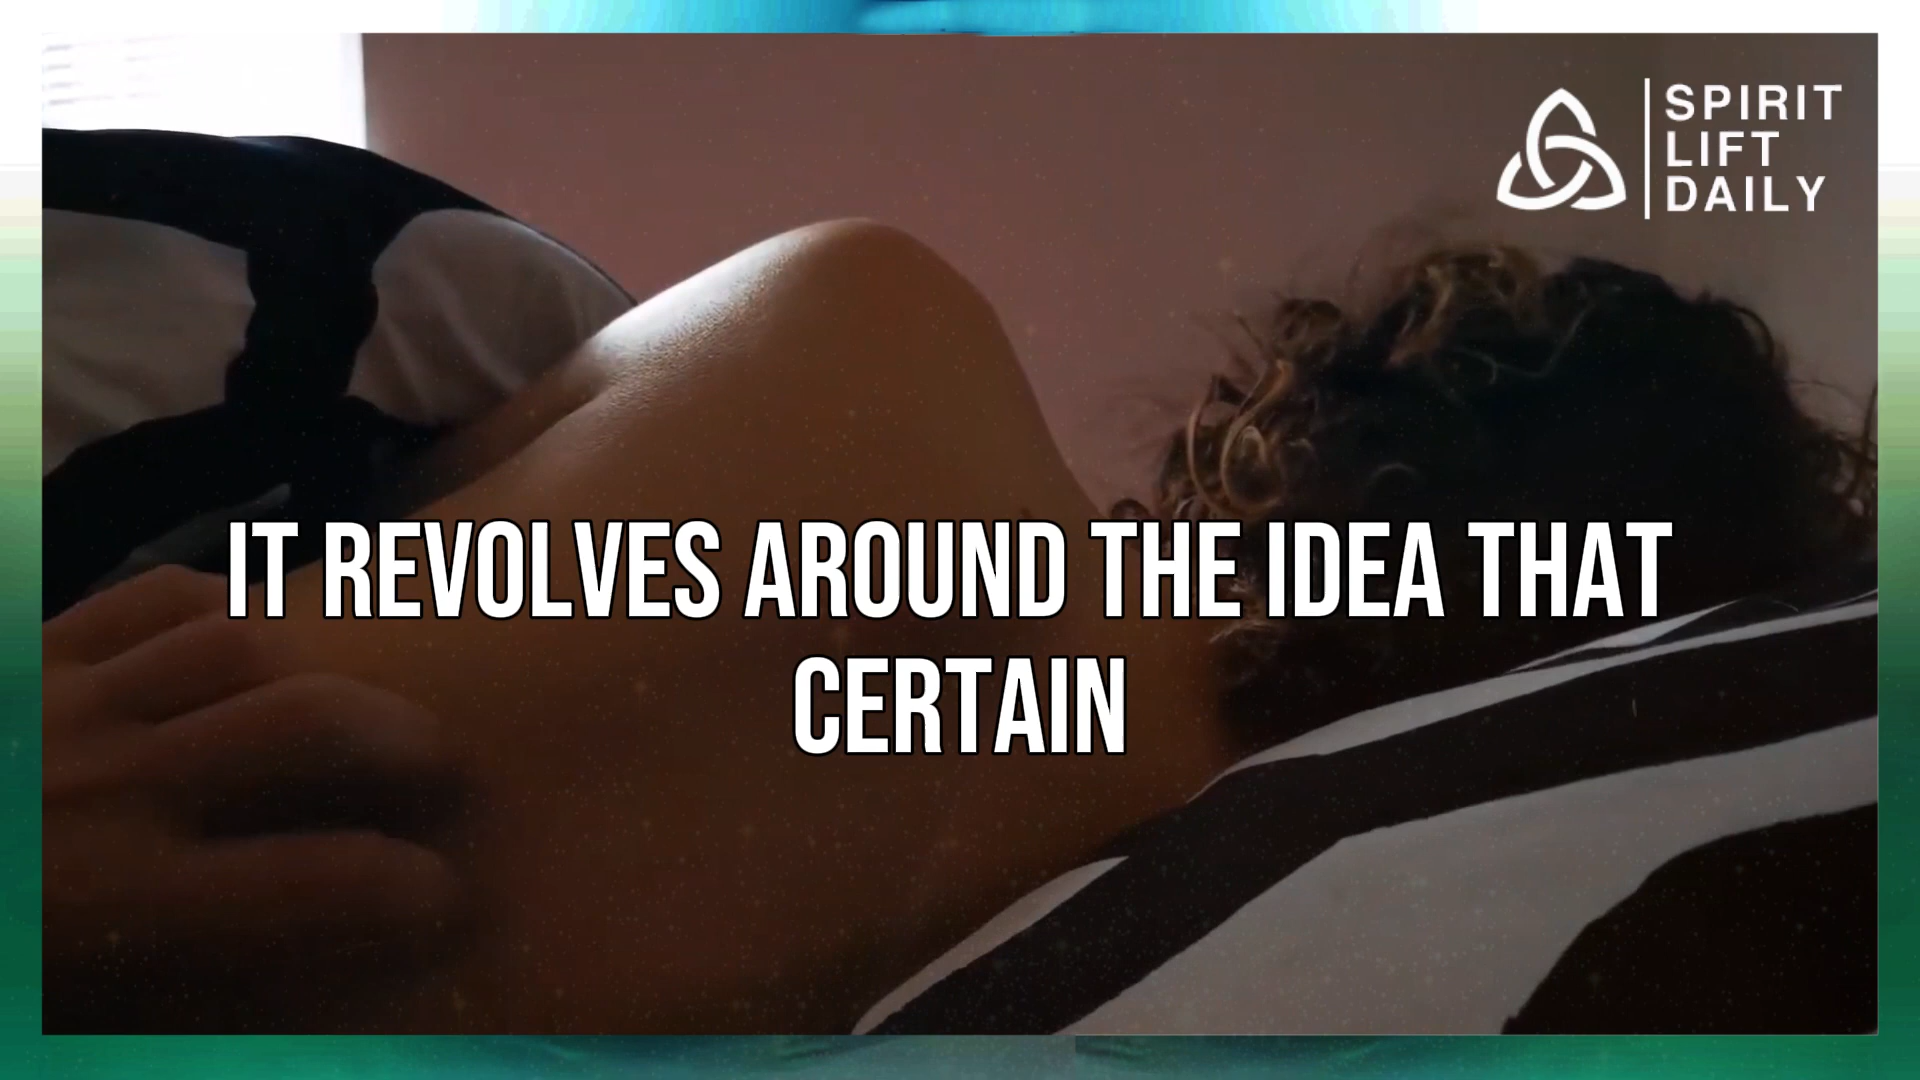 SPIRIT
LIFT
DAILY
IT REVOLVES AROUND THE IDEA THAT
CERTAIN